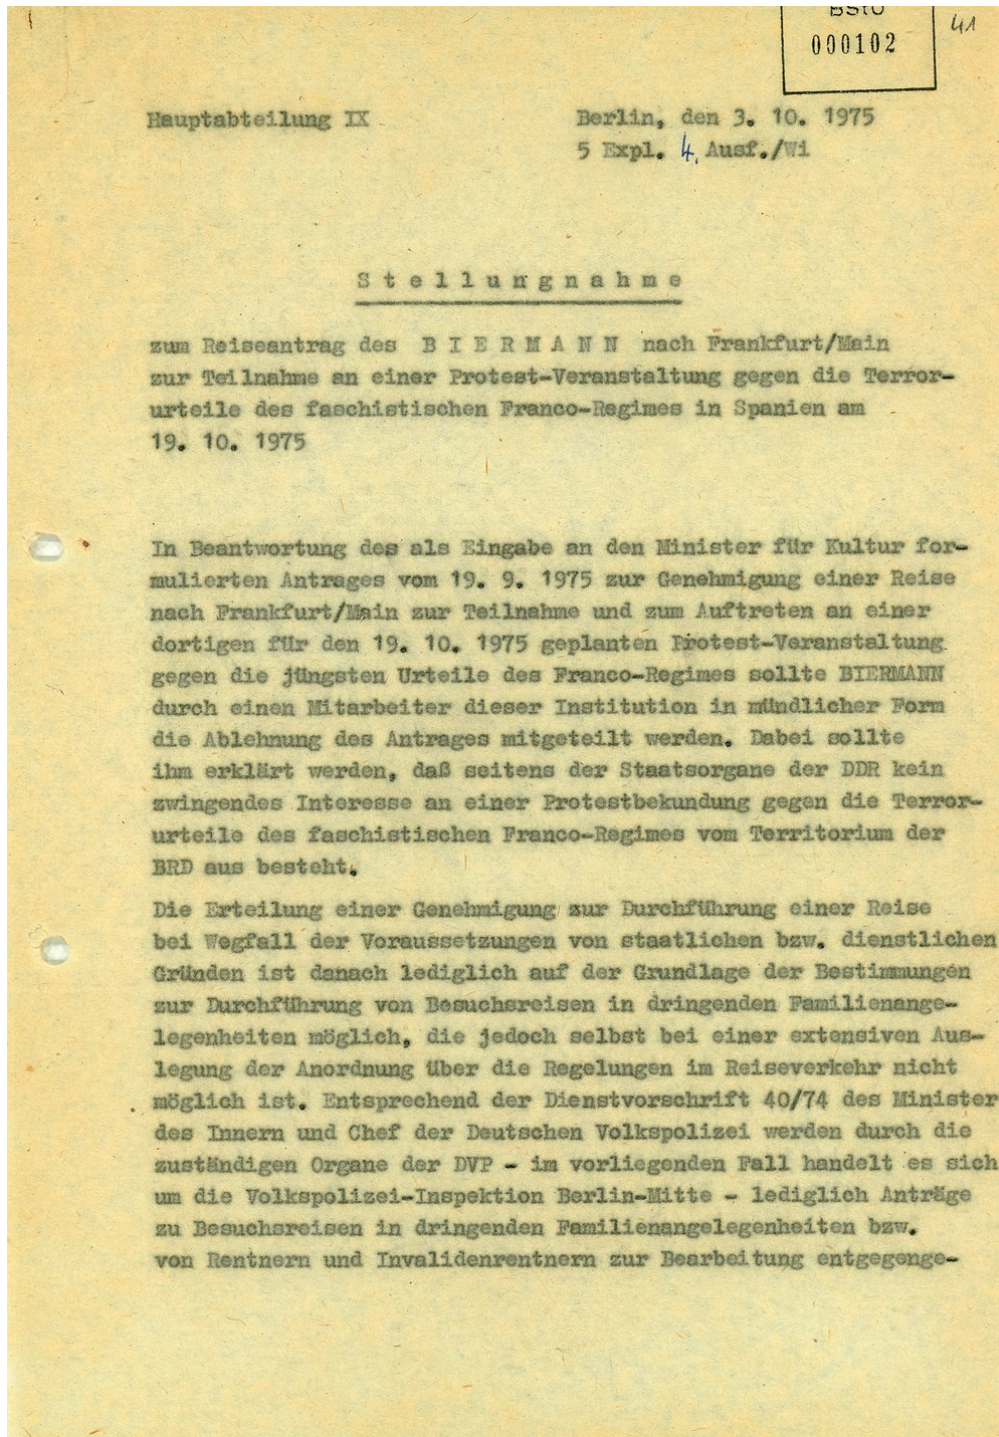 BStU
000102
41
Hauptabteilung IX
Berlin, den 3. 10. 1975
5 Expl. 4. Ausf./Wi
S t e l l u n g n a h m e
zum Reiseantrag des B I E R M A N N nach Frankfurt/Main
zur Teilnahme an einer Protest-Veranstaltung gegen die Terror-
urteile des faschistischen Franco-Regimes in Spanien am
19. 10. 1975
In Beantwortung des als Eingabe an den Minister für Kultur for-
mulierten Antrages vom 19. 9. 1975 zur Genehmigung einer Reise
nach Frankfurt/Main zur Teilnahme und zum Auftreten an einer
dortigen für den 19. 10. 1975 geplanten Protest-Veranstaltung
gegen die jüngsten Urteile des Franco-Regimes sollte BIERMANN
durch einen Mitarbeiter dieser Institution in mündlicher Form
die Ablehnung des Antrages mitgeteilt werden. Dabei sollte
ihm erklärt werden, daß seitens der Staatsorgane der DDR kein
zwingendes Interesse an einer Protestbekundung gegen die Terror-
urteile des faschistischen Franco-Regimes vom Territorium der
BRD aus besteht.
Die Erteilung einer Genehmigung zur Durchführung einer Reise
bei Wegfall der Voraussetzungen von staatlichen bzw. dienstlichen
Gründen ist danach lediglich auf der Grundlage der Bestimmungen
zur Durchführung von Besuchsreisen in dringenden Familienange-
legenheiten möglich, die jedoch selbst bei einer extensiven Aus-
legung der Anordnung über die Regelungen im Reiseverkehr nicht
möglich ist. Entsprechend der Dienstvorschrift 40/74 des Minister
des Innern und Chef der Deutschen Volkspolizei werden durch die
zuständigen Organe der DVP - im vorliegenden Fall handelt es sich
um die Volkspolizei-Inspektion Berlin-Mitte - lediglich Anträge
zu Besuchsreisen in dringenden Familienangelegenheiten bzw.
von Rentnern und Invalidenrentnern zur Bearbeitung entgegenge-